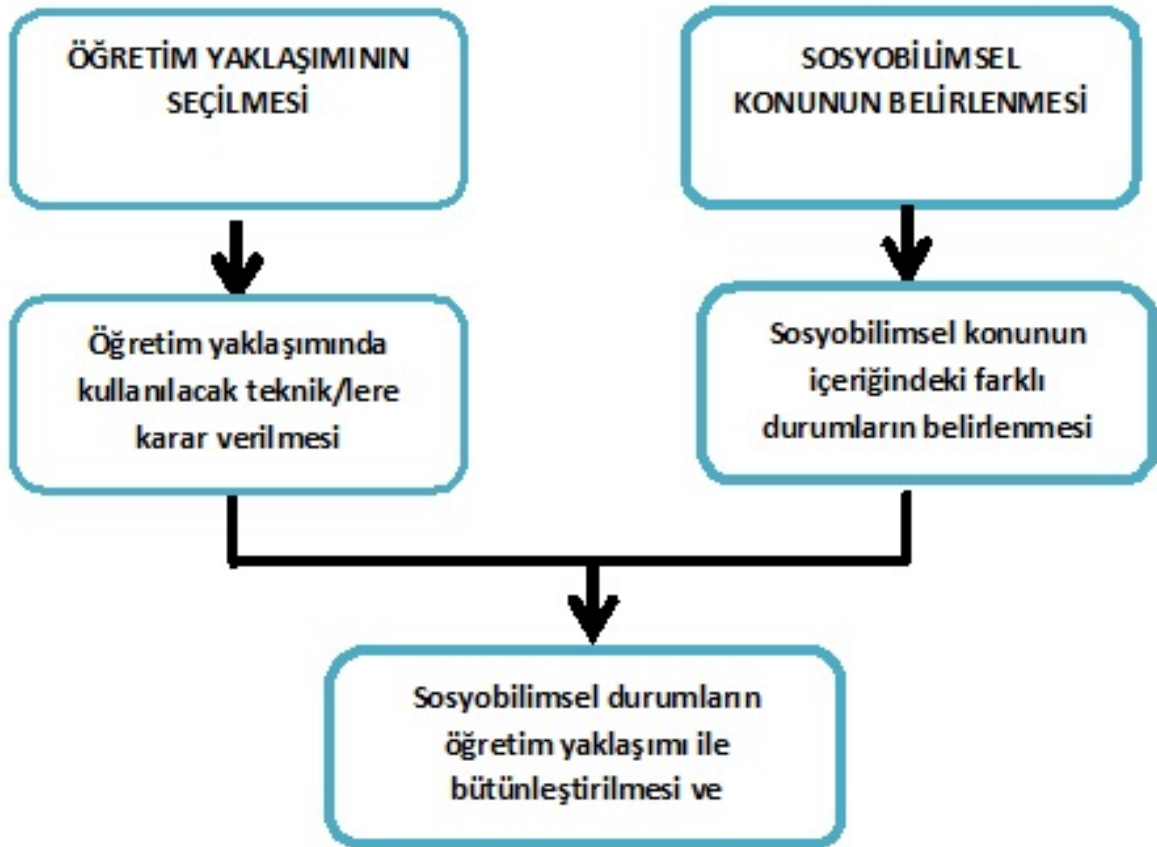 ÖĞRETİM YAKLAŞIMININ
SEÇİLMESİ
SOSYOBİLİMSEL
KONUNUN BELİRLENMESİ
Öğretim yaklaşımında
kullanılacak teknik/lere
karar verilmesi
Sosyobilimsel konunun
içeriğindeki farklı
durumların belirlenmesi
Sosyobilimsel durumların
öğretim yaklaşımı ile
bütünleştirilmesi ve